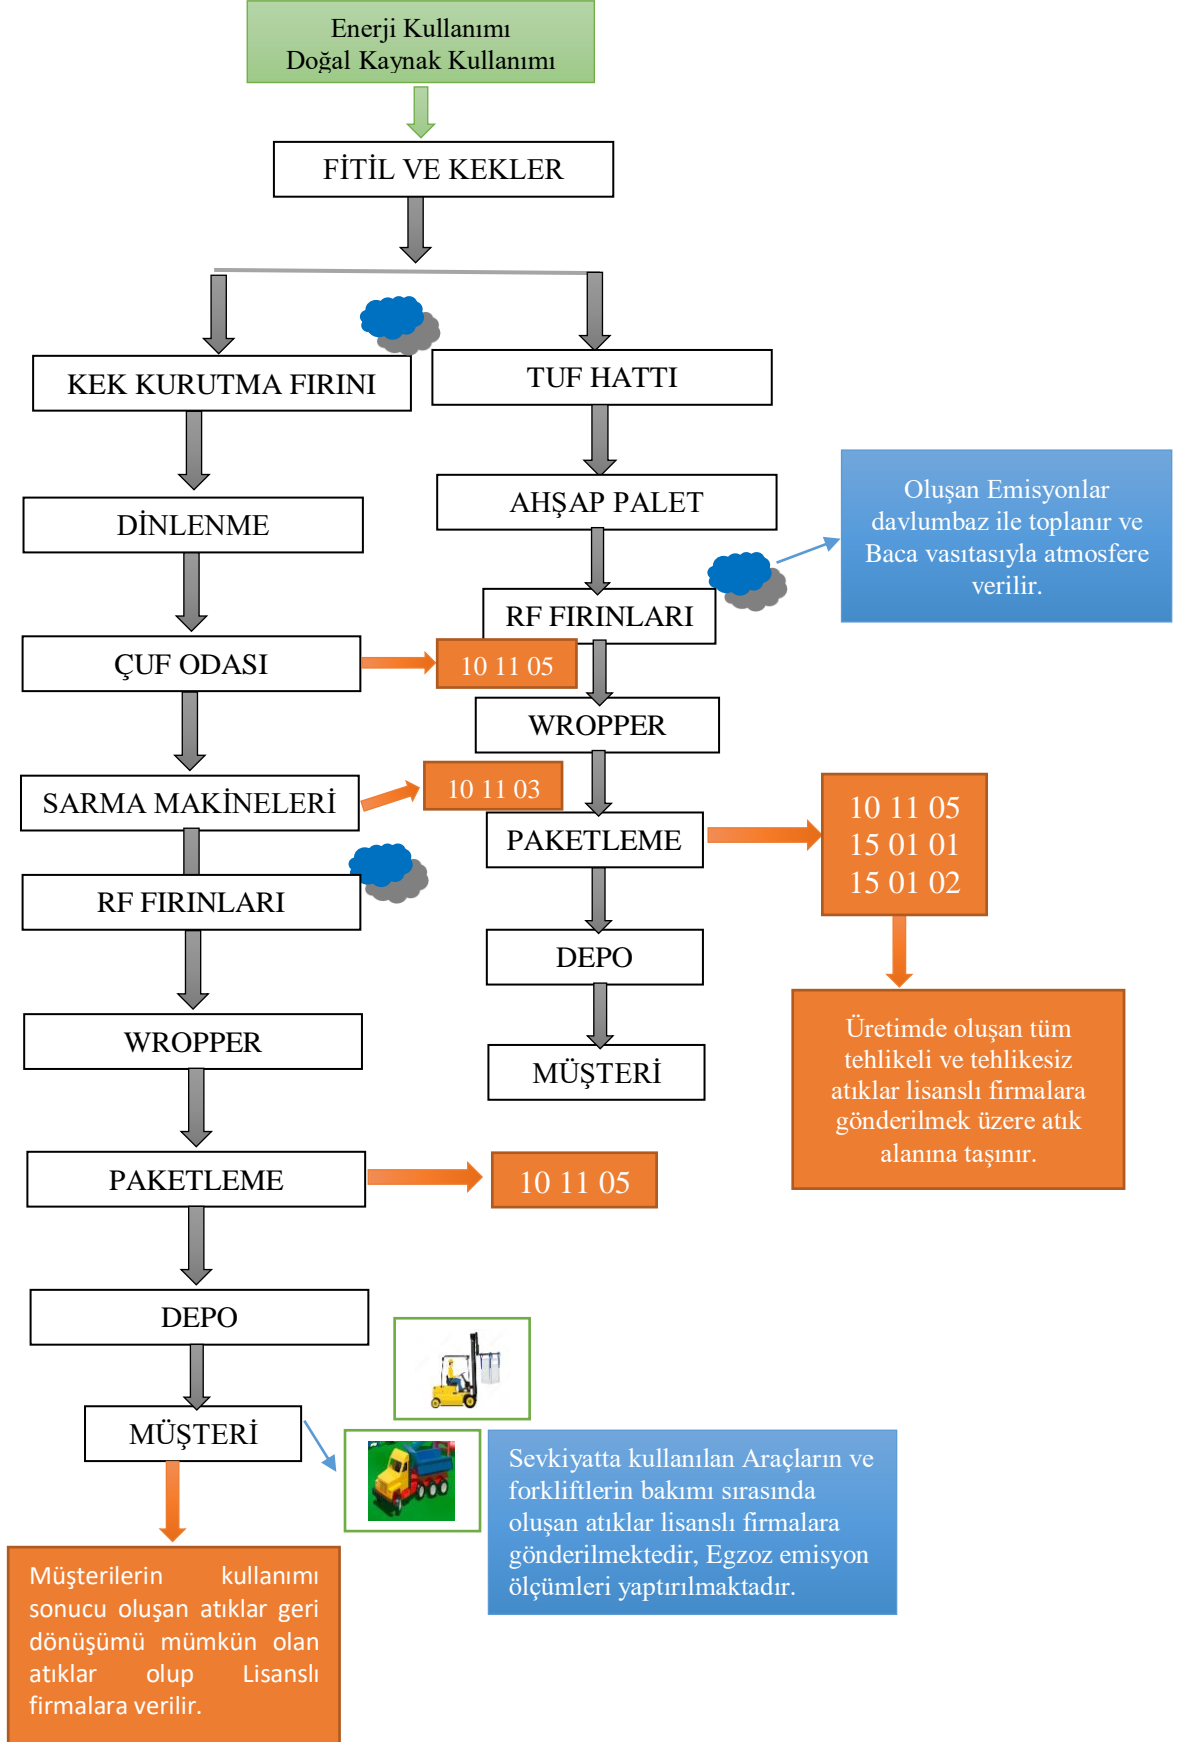 Enerji Kullanımı
Doğal Kaynak Kullanımı
FİTİL VE KEKLER
KEK KURUTMA FIRINI
TUF HATTI
DİNLENME
AHŞAP PALET
Oluşan Emisyonlar
davlumbaz ile toplanır ve
Baca vasıtasıyla atmosfere
verilir.
RF FIRINLARI
ÇUF ODASI
10 11 05
WROPPER
SARMA MAKİNELERİ
10 11 03
PAKETLEME
10 11 05
15 01 01
15 01 02
RF FIRINLARI
DEPO
WROPPER
MÜŞTERİ
Üretimde oluşan tüm
tehlikeli ve tehlikesiz
atıklar lisanslı firmalara
gönderilmek üzere atık
alanına taşınır.
PAKETLEME
10 11 05
DEPO
MÜŞTERİ
Sevkiyatta kullanılan Araçların ve
forkliftlerin bakımı sırasında
oluşan atıklar lisanslı firmalara
gönderilmektedir, Egzoz emisyon
ölçümleri yaptırılmaktadır.
Müşterilerin kullanımı
sonucu oluşan atıklar geri
dönüşümü mümkün olan
atıklar olup Lisanslı
firmalara verilir.